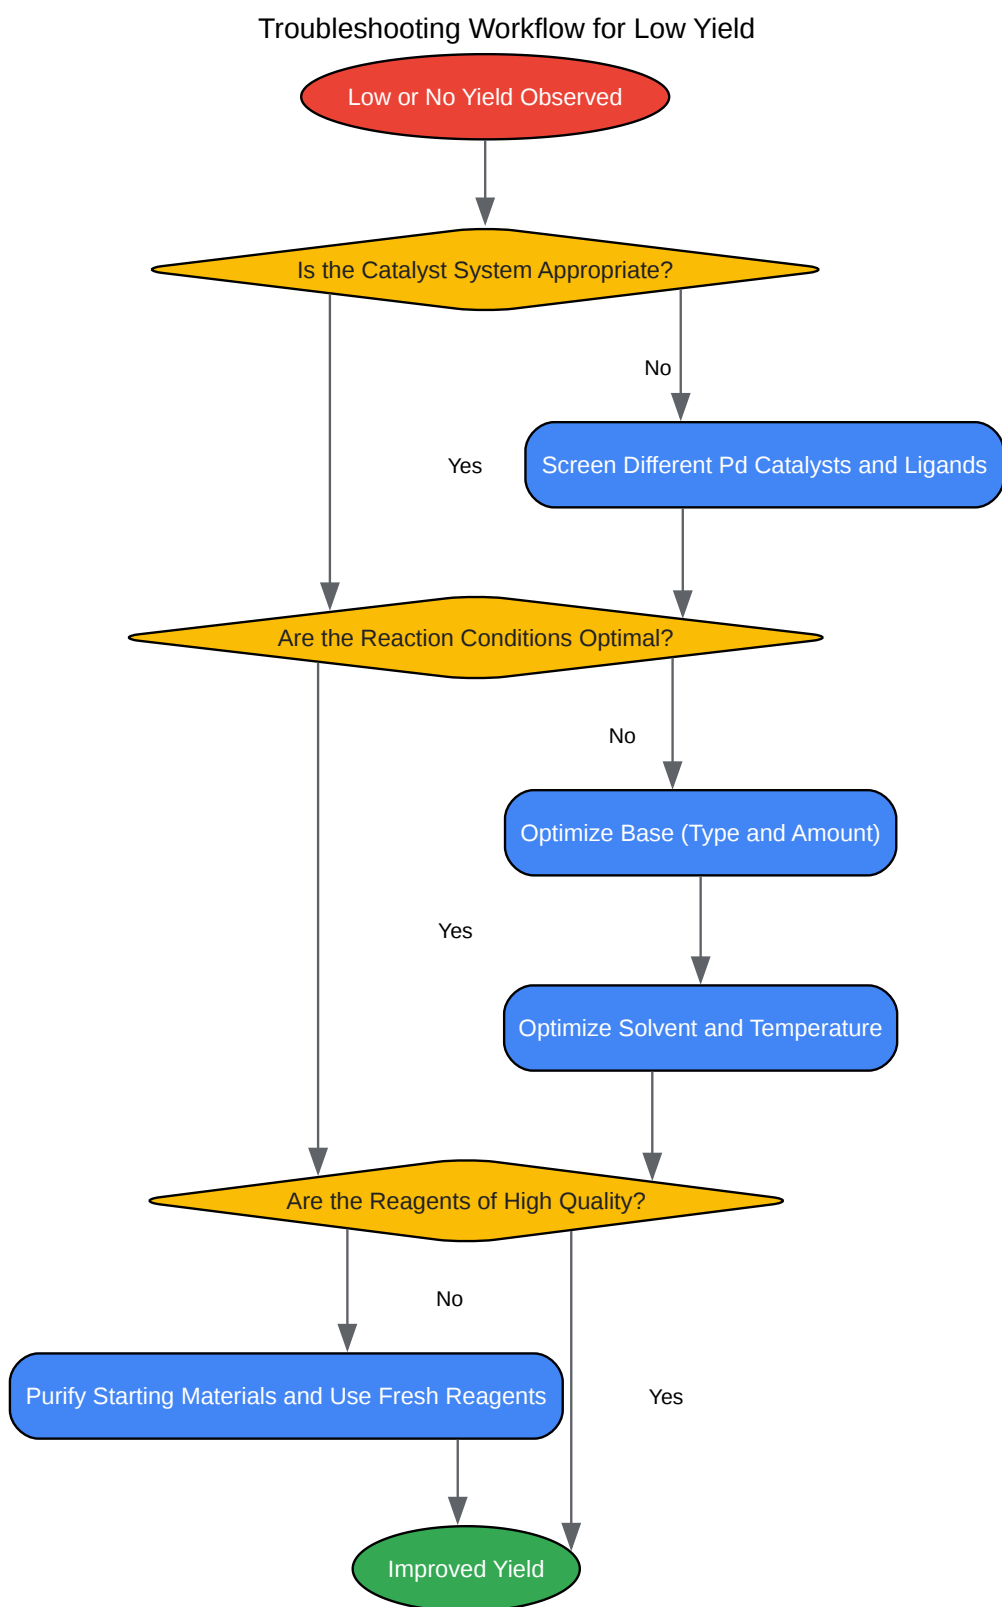 Troubleshooting Workflow for Low Yield
Low or No Yield Observed
Is the Catalyst System Appropriate?
No
Yes
Screen Different Pd Catalysts and Ligands
Are the Reaction Conditions Optimal?
No
Optimize Base (Type and Amount)
Yes
Optimize Solvent and Temperature
Are the Reagents of High Quality?
No
Purify Starting Materials and Use Fresh Reagents
Yes
Improved Yield